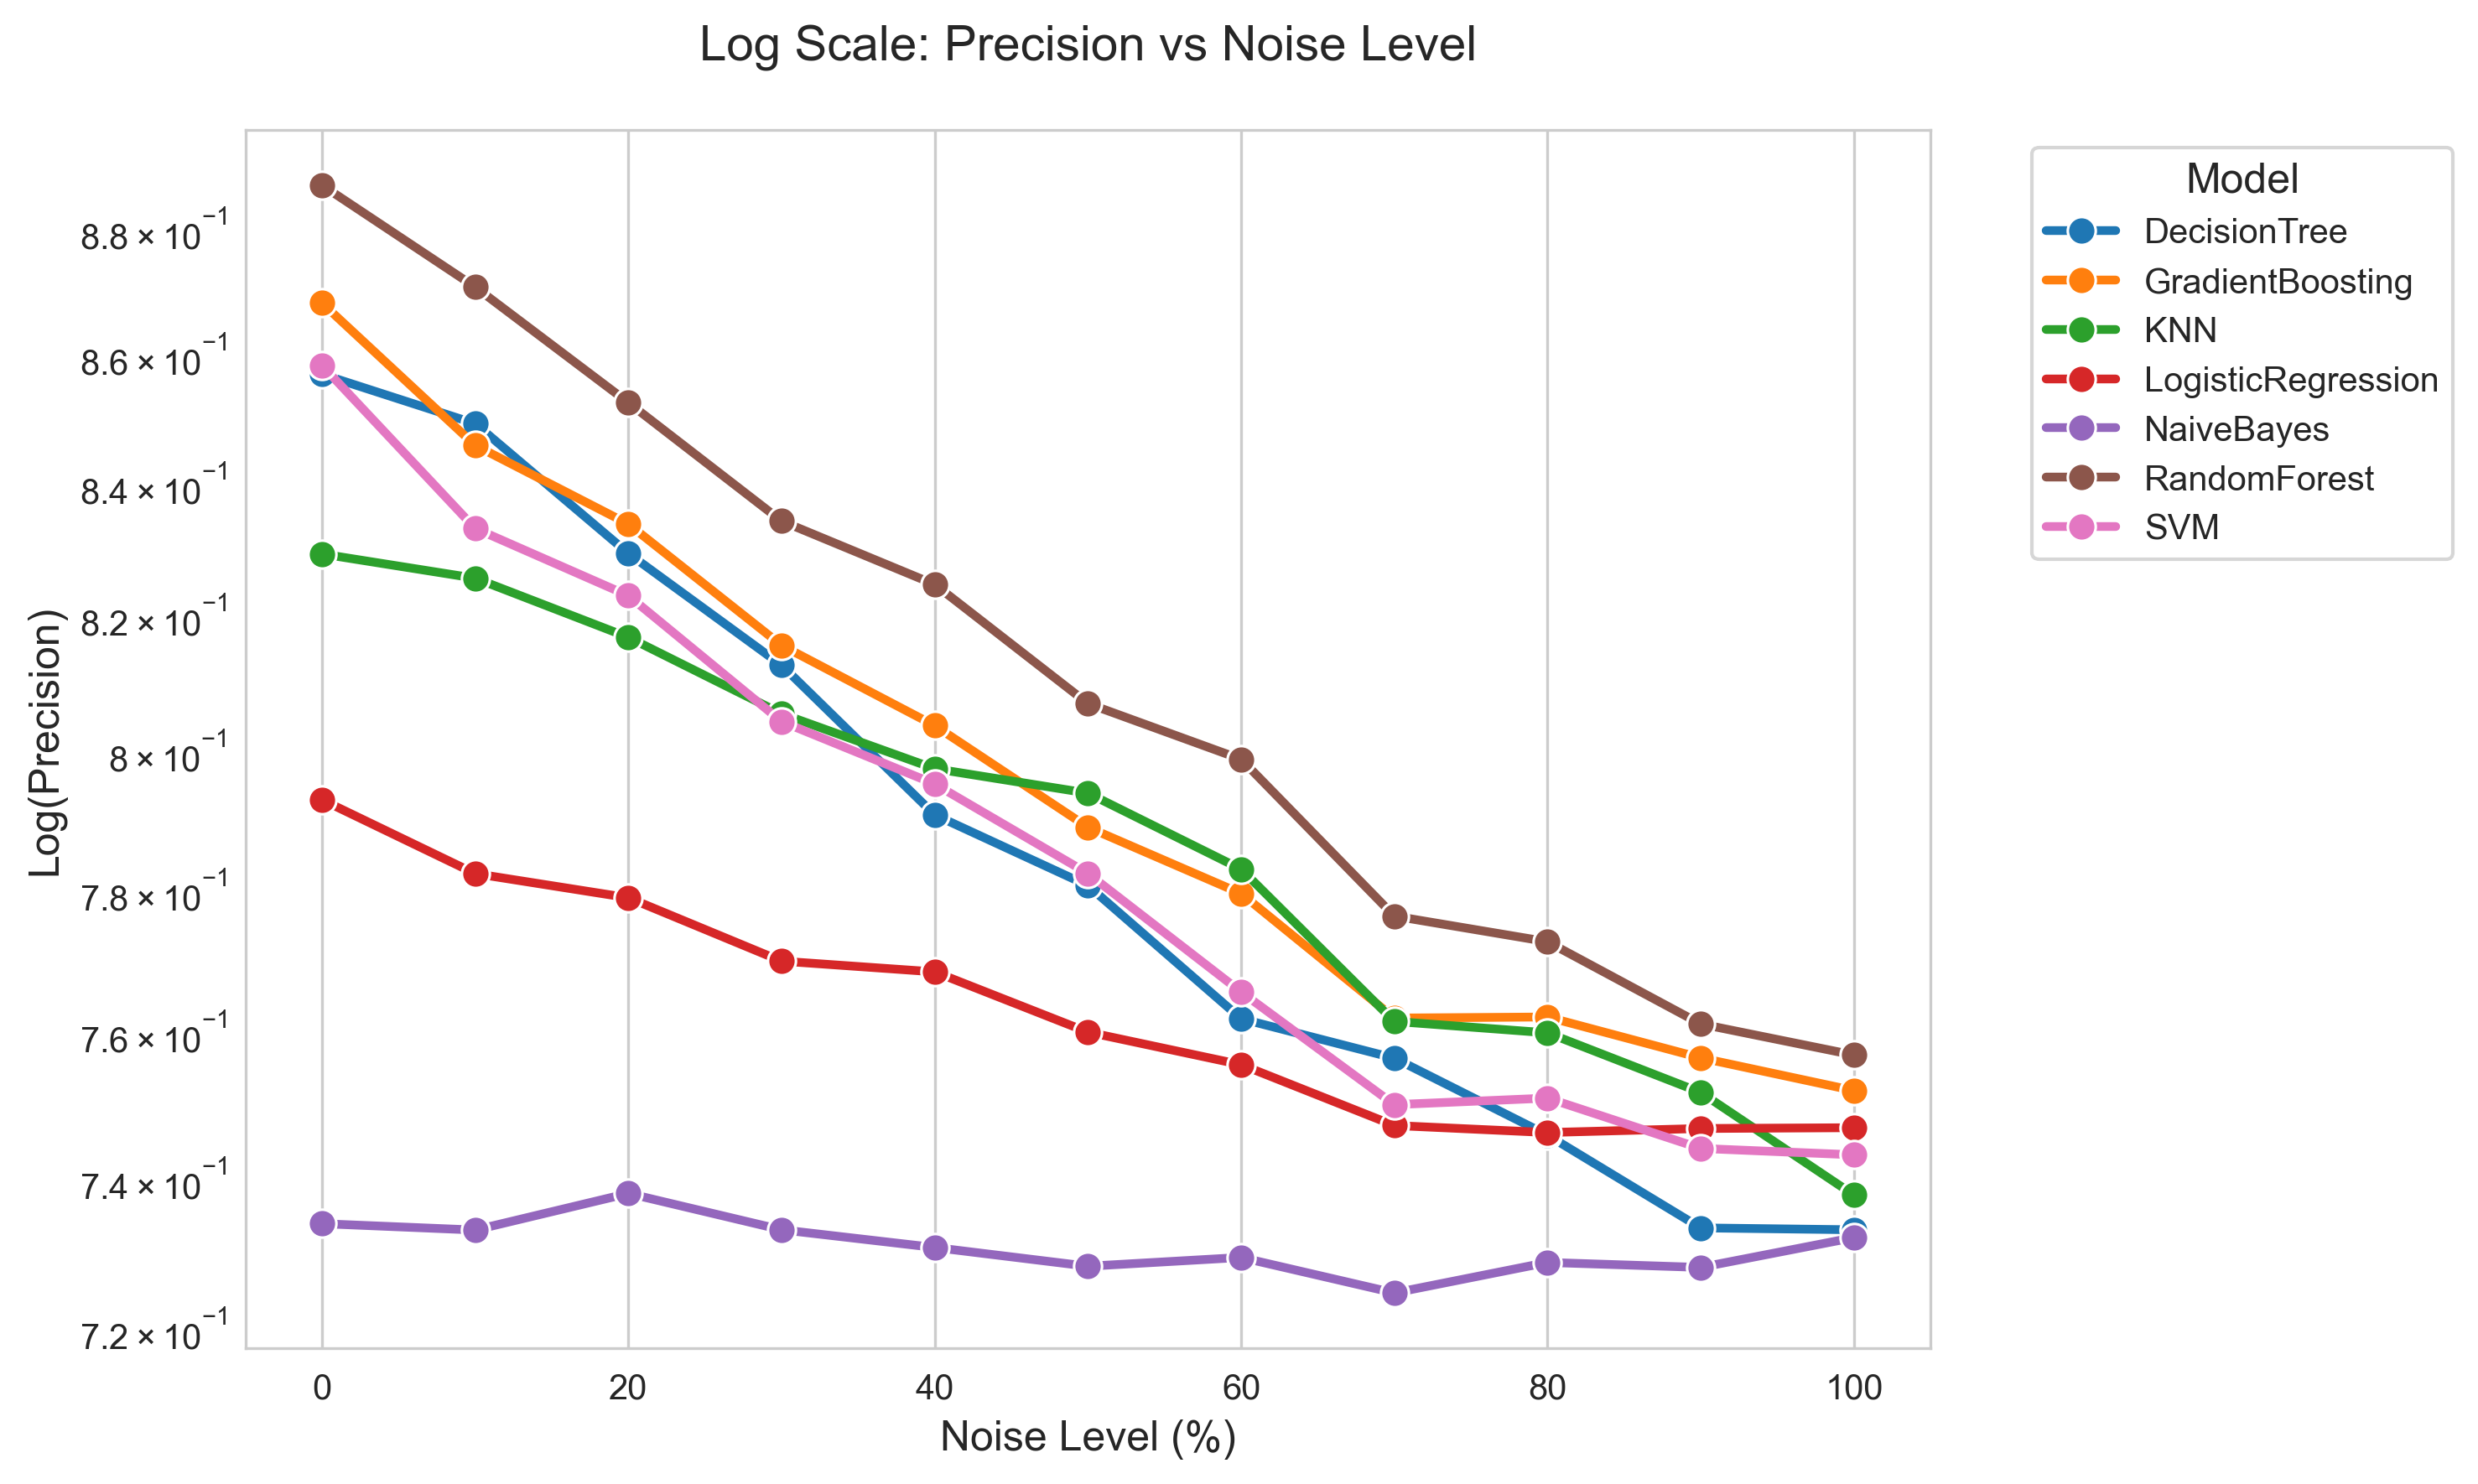 Log Scale: Precision vs Noise Level
Log(Precision)
8.8 × 10⁻¹
8.6 × 10⁻¹
8.4 × 10⁻¹
8.2 × 10⁻¹
8 × 10⁻¹
7.8 × 10⁻¹
7.6 × 10⁻¹
7.4 × 10⁻¹
7.2 × 10⁻¹
0 20 40 60 80 100
Noise Level (%)
Model
DecisionTree
GradientBoosting
KNN
LogisticRegression
NaiveBayes
RandomForest
SVM